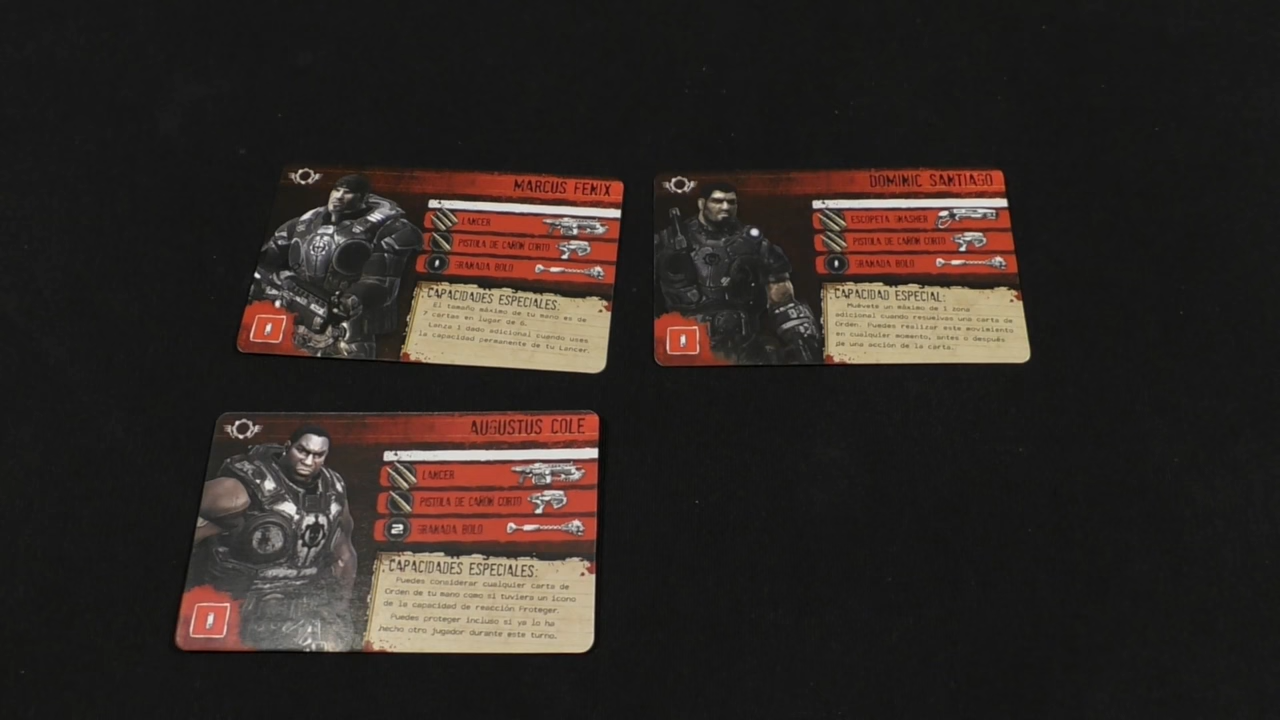 MARCUS FENIX
LANCER
PISTOLA DE CAÑON CORTO
GRANADA BOLO
CAPACIDADES ESPECIALES:
El tamaño máximo de tu mano es de
7 cartas en lugar de 6.
Lanza 1 dado adicional cuando uses
la capacidad permanente de tu Lancer.
DOMINIC SANTIAGO
ESCOPETA GNASHER
PISTOLA DE CAÑON CORTO
GRANADA BOLO
CAPACIDAD ESPECIAL:
Muévete un máximo de 1 zona
adicional cuando resuelvas una carta de
Orden. Puedes realizar este movimiento
en cualquier momento, antes o después
de una acción de la carta.
AUGUSTUS COLE
LANCER
PISTOLA DE CAÑON CORTO
2 GRANADA BOLO
CAPACIDADES ESPECIALES:
Puedes considerar cualquier carta de
Orden de tu mano como si tuviera un icono
de la capacidad de reacción Proteger.
Puedes proteger incluso si ya lo ha
hecho otro jugador durante este turno.